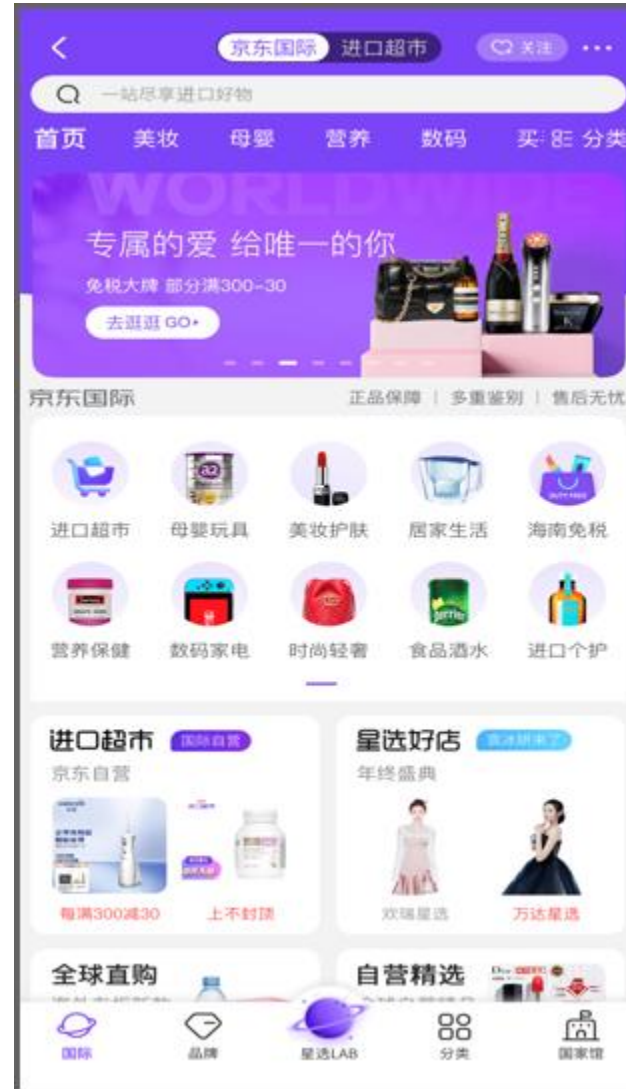 京东国际 进口超市 关注
一站尽享进口好物
首页 美妆 母婴 营养 数码 买 分类
WORLDWIDE
专属的爱 给唯一的你
免税大牌 部分满300-30
去逛逛 GO
京东国际 正品保障 | 多重鉴别 | 售后无忧
a2
DUTY FREE
进口超市 母婴玩具 美妆护肤 居家生活 海南免税
perrier
营养保健 数码家电 时尚轻奢 食品酒水 进口个护
进口超市 国际自营 星选好店
京东自营 年终盛典
每满300减30 上不封顶 欢瑞星选 万达星选
全球直购 自营精选
Dior
国际 品牌 星选LAB 分类 国家馆